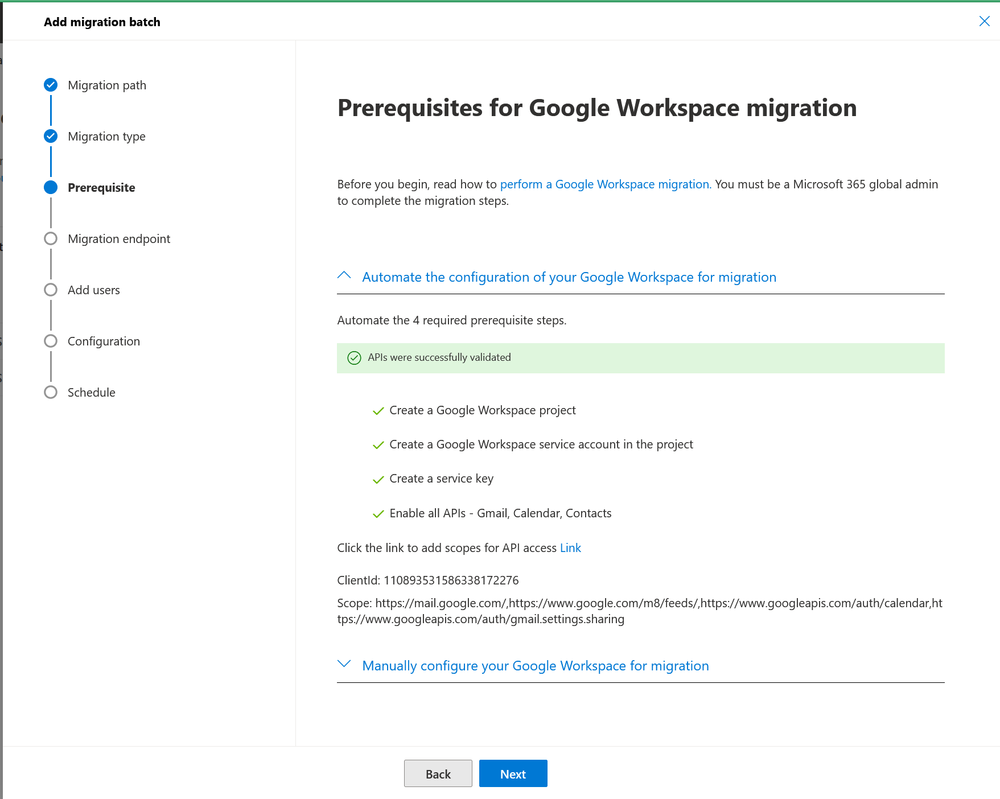 Add migration batch
Migration path
Migration type
Prerequisite
Migration endpoint
Add users
Configuration
Schedule
Prerequisites for Google Workspace migration
Before you begin, read how to perform a Google Workspace migration. You must be a Microsoft 365 global admin
to complete the migration steps.
Automate the configuration of your Google Workspace for migration
Automate the 4 required prerequisite steps.
APIs were successfully validated
Create a Google Workspace project
Create a Google Workspace service account in the project
Create a service key
Enable all APIs - Gmail, Calendar, Contacts
Click the link to add scopes for API access Link
ClientId: 110893531586338172276
Scope: https://mail.google.com/,https://www.google.com/m8/feeds/,https://www.googleapis.com/auth/calendar,ht
tps://www.googleapis.com/auth/gmail.settings.sharing
Manually configure your Google Workspace for migration
Back
Next